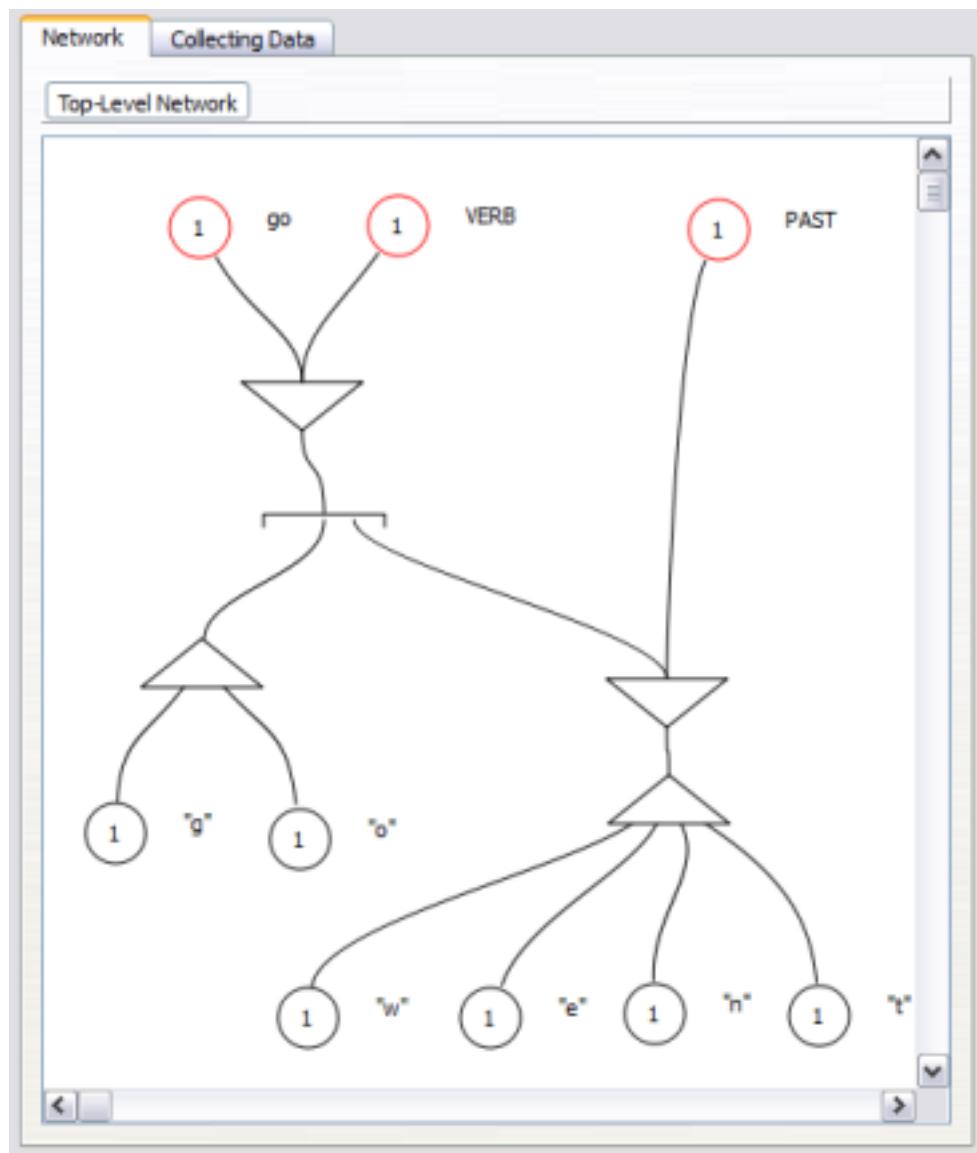 Network Collecting Data
Top-Level Network
1 go 1 VERB 1 PAST
1 "g" 1 "o"
1 "w" 1 "e" 1 "n" 1 "t"